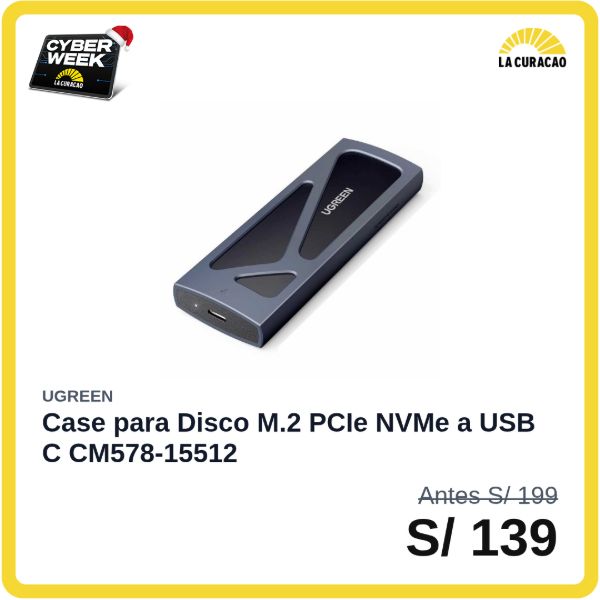 CYBER
WEEK
LA CURACAO
LA CURACAO
UGREEN
UGREEN
Case para Disco M.2 PCIe NVMe a USB
C CM578-15512
Antes S/ 199
S/ 139